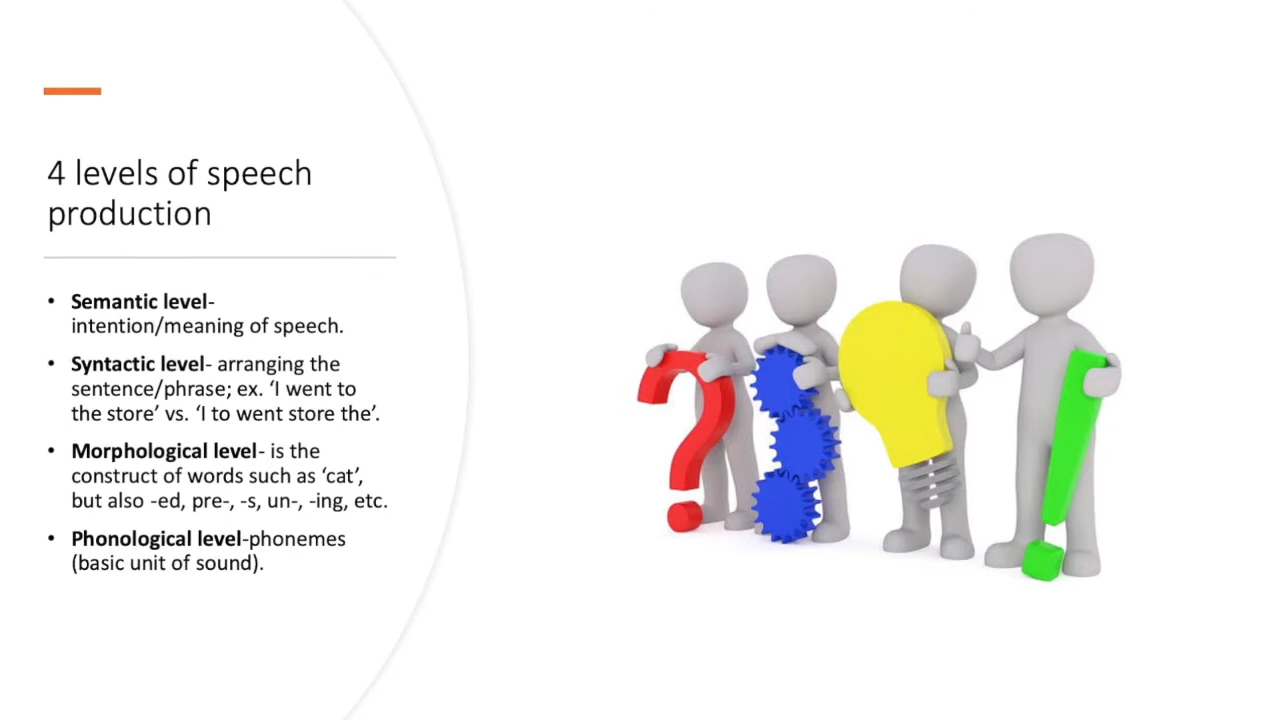 4 levels of speech
production
• Semantic level-
intention/meaning of speech.
• Syntactic level- arranging the
sentence/phrase; ex. ‘I went to
the store’ vs. ‘I to went store the’.
• Morphological level- is the
construct of words such as ‘cat’,
but also -ed, pre-, -s, un-, -ing, etc.
• Phonological level-phonemes
(basic unit of sound).